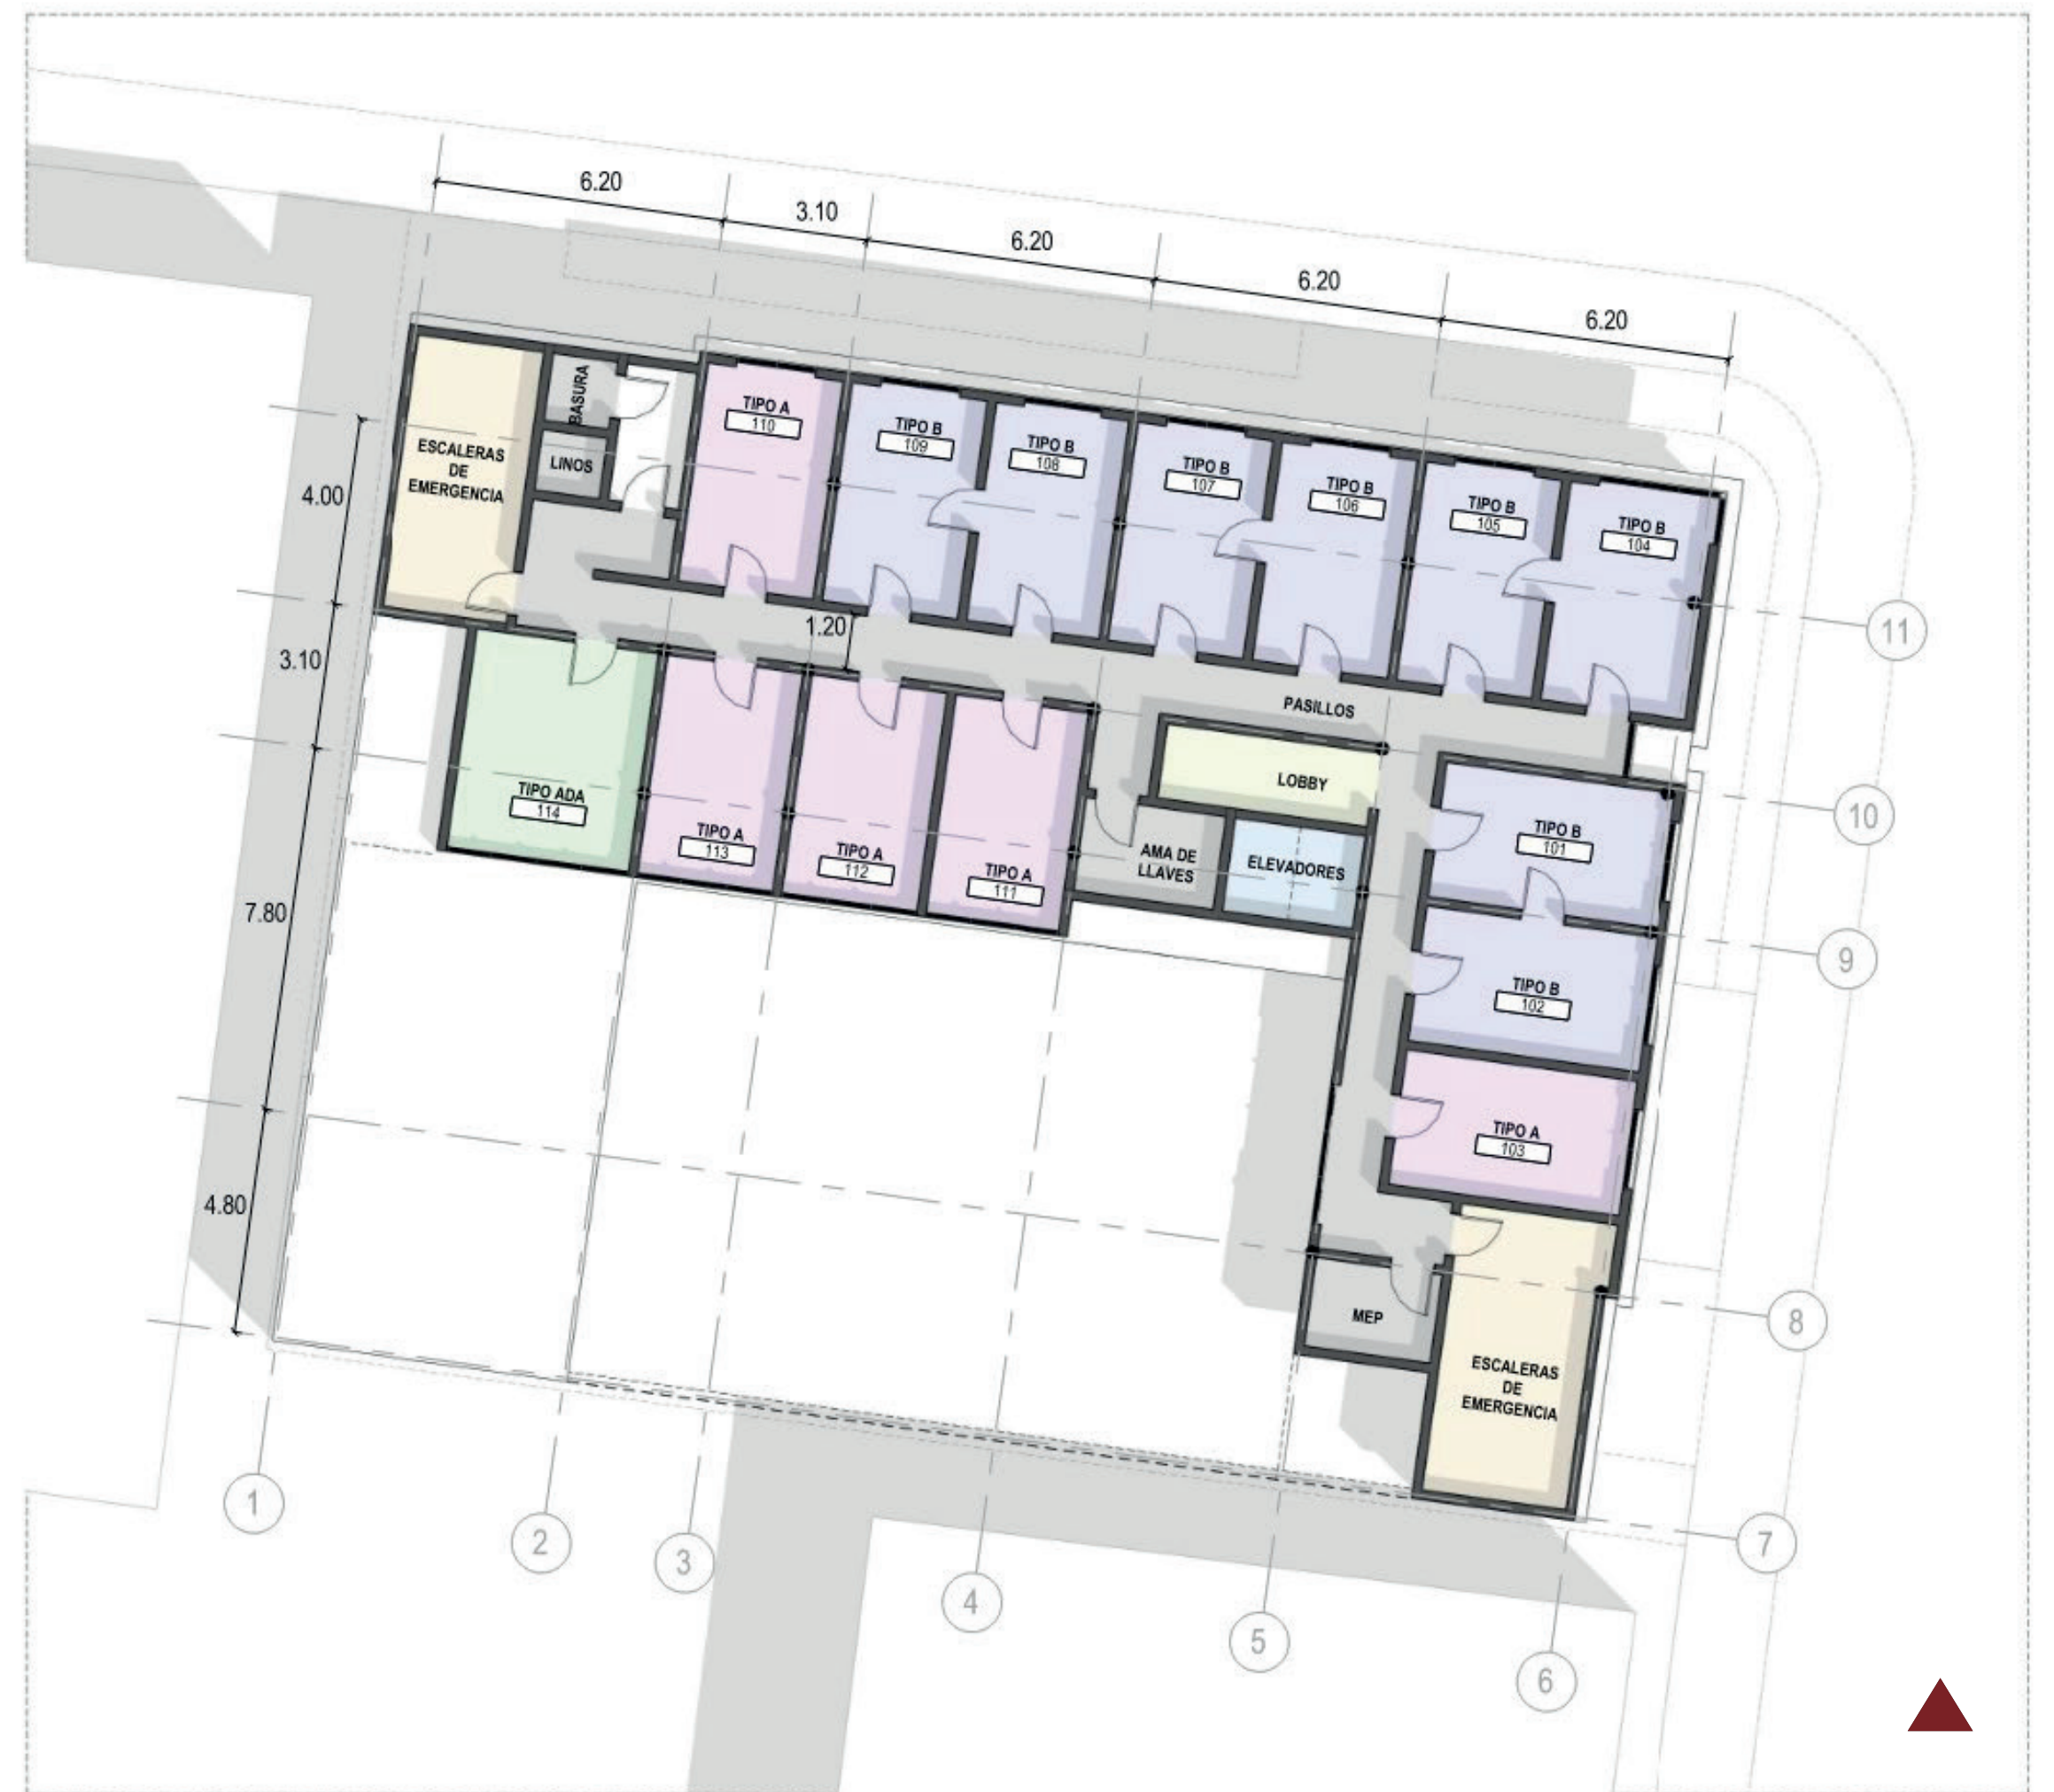 6.20
3.10
6.20
6.20
6.20
4.00
3.10
7.80
4.80
1.20
ESCALERAS
DE
EMERGENCIA
BASURA
LINOS
TIPO A
110
TIPO B
109
TIPO B
108
TIPO B
107
TIPO B
106
TIPO B
105
TIPO B
104
TIPO ADA
114
TIPO A
113
TIPO A
112
TIPO A
111
PASILLOS
LOBBY
AMA DE
LLAVES
ELEVADORES
TIPO B
101
TIPO B
102
TIPO A
103
MEP
ESCALERAS
DE
EMERGENCIA
11
10
9
8
7
1
2
3
4
5
6